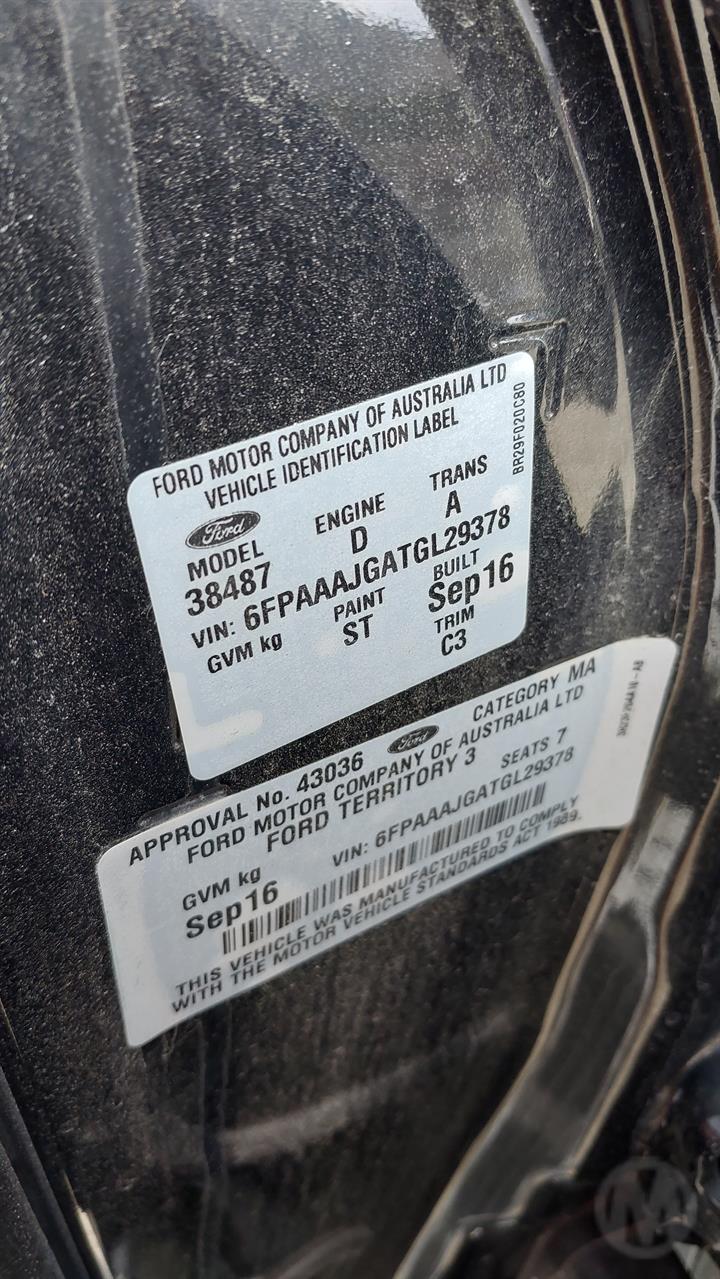 FORD MOTOR COMPANY OF AUSTRALIA LTD
VEHICLE IDENTIFICATION LABEL
BR29F020C80
Ford
MODEL ENGINE TRANS
38487 D A
VIN: 6FPAAAJGATGL29378
GVM kg PAINT BUILT
ST Sep16
TRIM
C3
APPROVAL No. 43036 Ford CATEGORY MA
FORD MOTOR COMPANY OF AUSTRALIA LTD
FORD TERRITORY 3 SEATS 7
VIN: 6FPAAAJGATGL29378
GVM kg
Sep16
THIS VEHICLE WAS MANUFACTURED TO COMPLY
WITH THE MOTOR VEHICLE STANDARDS ACT 1989.
M